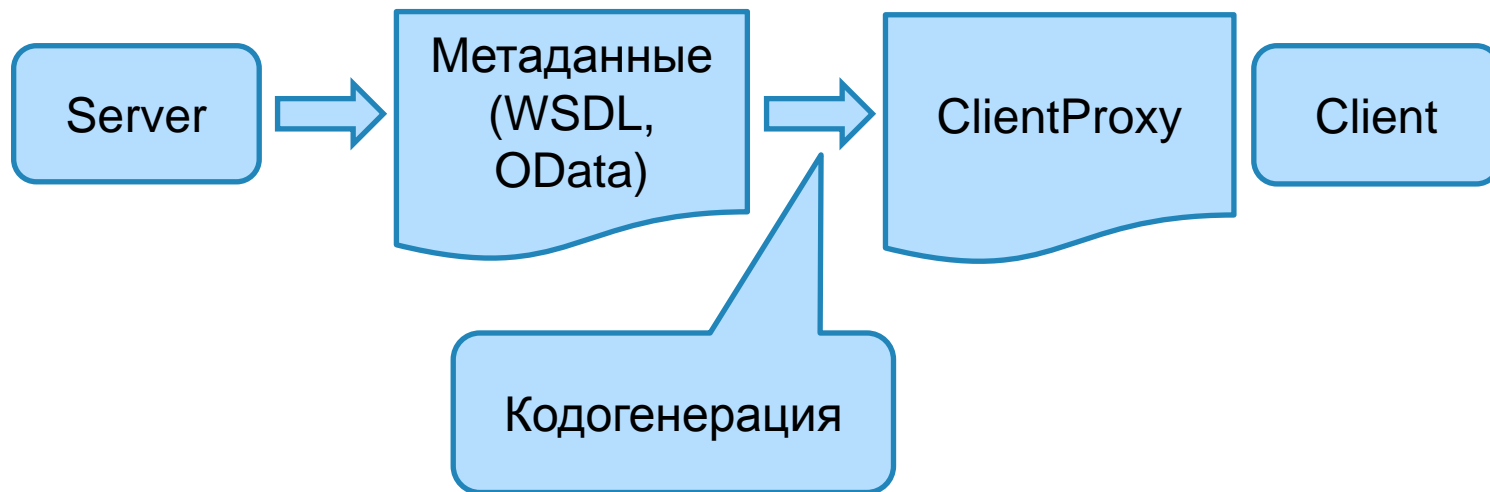 Server
Метаданные
(WSDL,
OData)
ClientProxy
Client
Кодогенерация